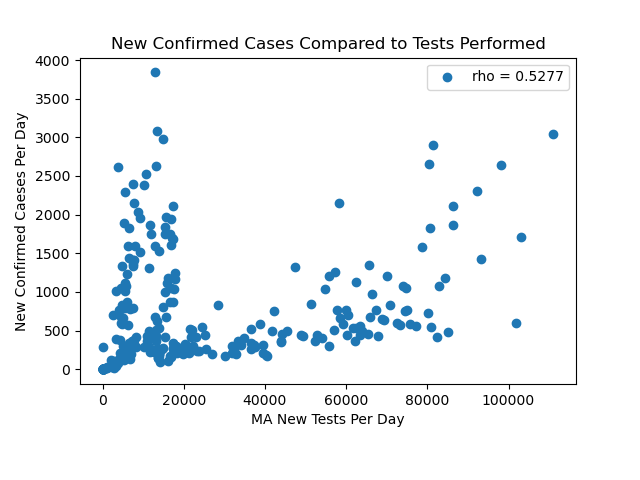 New Confirmed Cases Compared to Tests Performed
rho = 0.5277
4000
3500
3000
2500
2000
1500
1000
500
0
New Confirmed Caeses Per Day
0 20000 40000 60000 80000 100000
MA New Tests Per Day